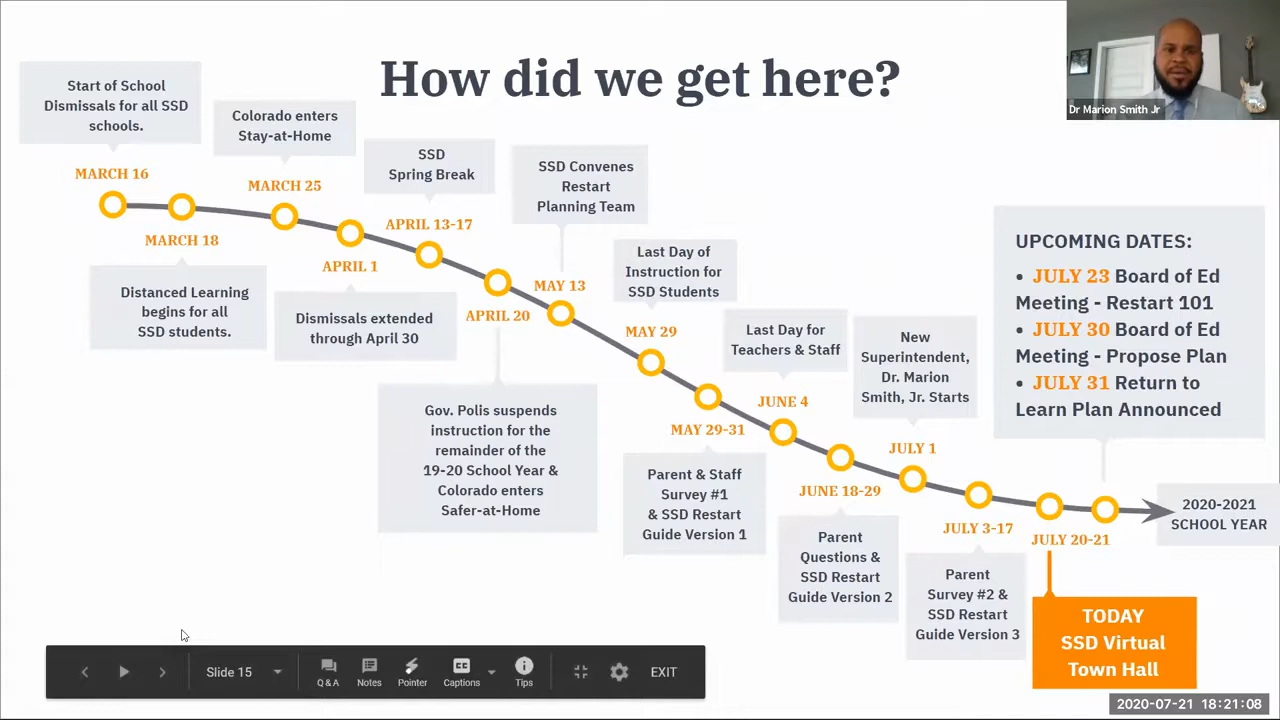 How did we get here?
Dr Marion Smith Jr
Start of School
Dismissals for all SSD
schools.
MARCH 16
MARCH 18
Distanced Learning
begins for all
SSD students.
Colorado enters
Stay-at-Home
MARCH 25
APRIL 1
Dismissals extended
through April 30
SSD
Spring Break
APRIL 13-17
APRIL 20
Gov. Polis suspends
instruction for the
remainder of the
19-20 School Year &
Colorado enters
Safer-at-Home
SSD Convenes
Restart
Planning Team
MAY 13
Last Day of
Instruction for
SSD Students
MAY 29
MAY 29-31
Parent & Staff
Survey #1
& SSD Restart
Guide Version 1
Last Day for
Teachers & Staff
JUNE 4
JUNE 18-29
Parent
Questions &
SSD Restart
Guide Version 2
New
Superintendent,
Dr. Marion
Smith, Jr. Starts
JULY 1
JULY 3-17
Parent
Survey #2 &
SSD Restart
Guide Version 3
JULY 20-21
TODAY
SSD Virtual
Town Hall
UPCOMING DATES:
• JULY 23 Board of Ed
Meeting - Restart 101
• JULY 30 Board of Ed
Meeting - Propose Plan
• JULY 31 Return to
Learn Plan Announced
2020-2021
SCHOOL YEAR
Slide 15
Q & A
Notes
Pointer
Captions
Tips
EXIT
2020-07-21 18:21:08